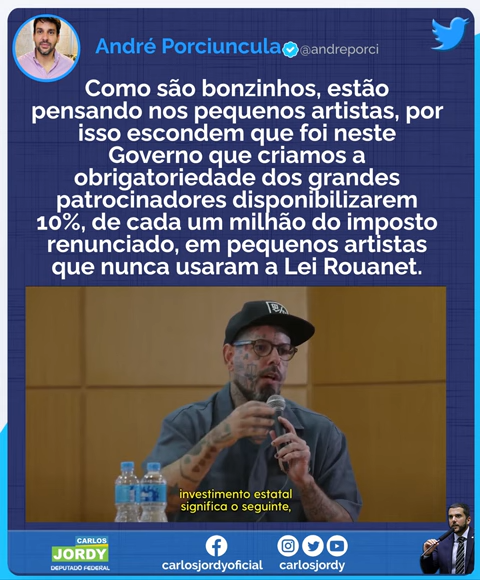 André Porciuncula
@andreporci
Como são bonzinhos, estão
pensando nos pequenos artistas, por
isso escondem que foi neste
Governo que criamos a
obrigatoriedade dos grandes
patrocinadores disponibilizarem
10%, de cada um milhão do imposto
renunciado, em pequenos artistas
que nunca usaram a Lei Rouanet.
investimento estatal
significa o seguinte,
CARLOS
JORDY
DEPUTADO FEDERAL
carlosjordyoficial
carlosjordy